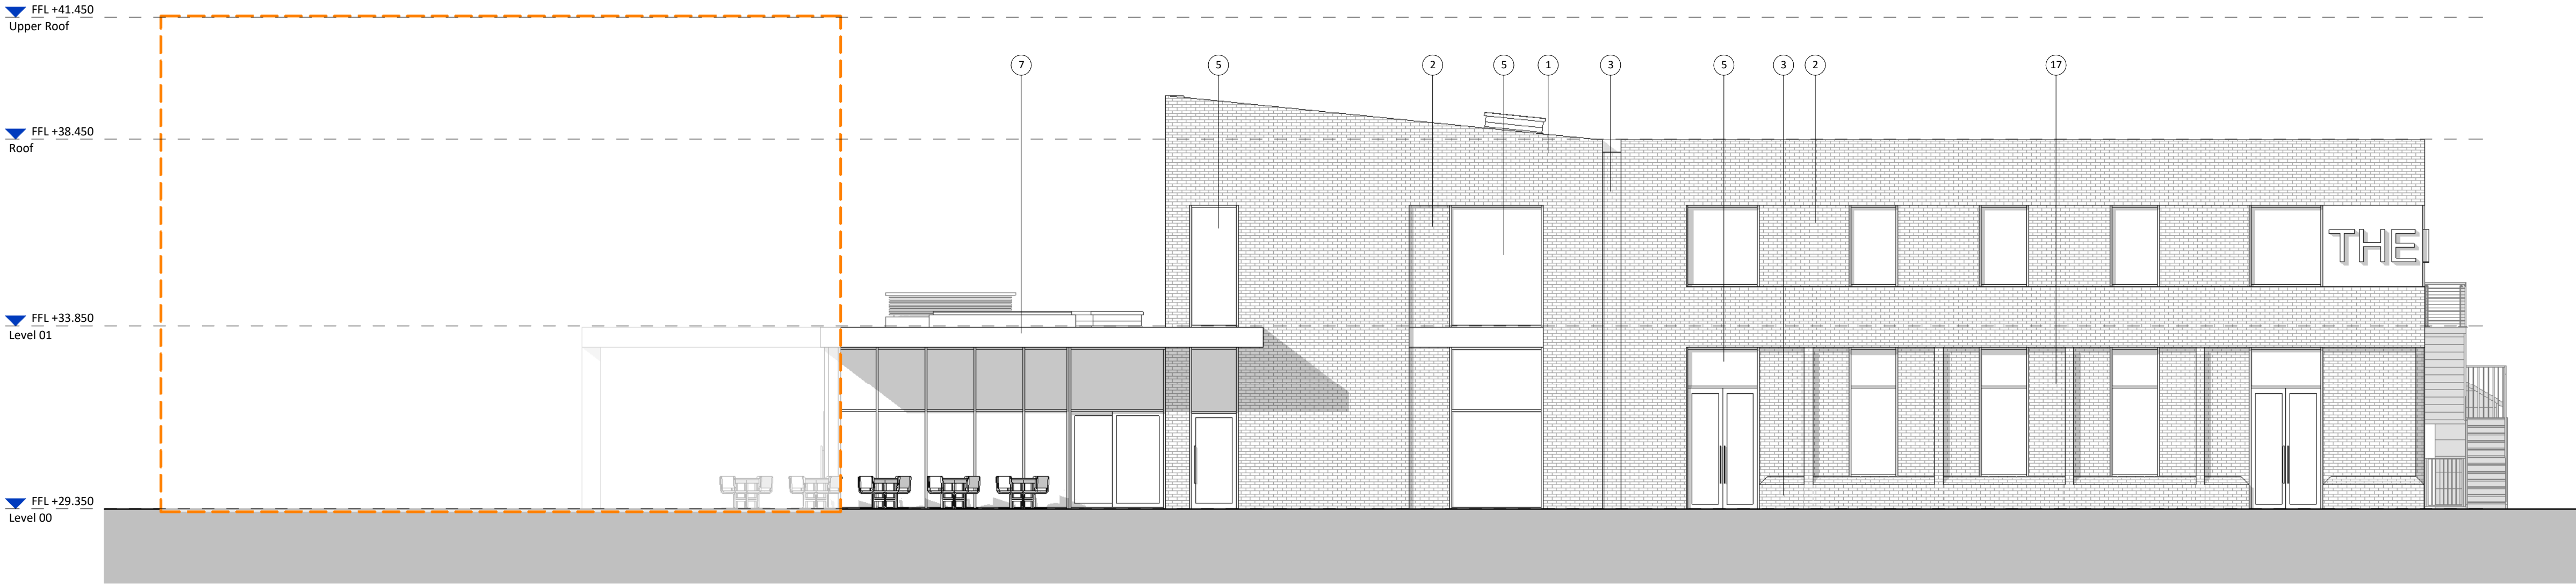 FFL +41.450
Upper Roof
7
5
2
5
1
3
5
3
2
17
FFL +38.450
Roof
THE
FFL +33.850
Level 01
FFL +29.350
Level 00